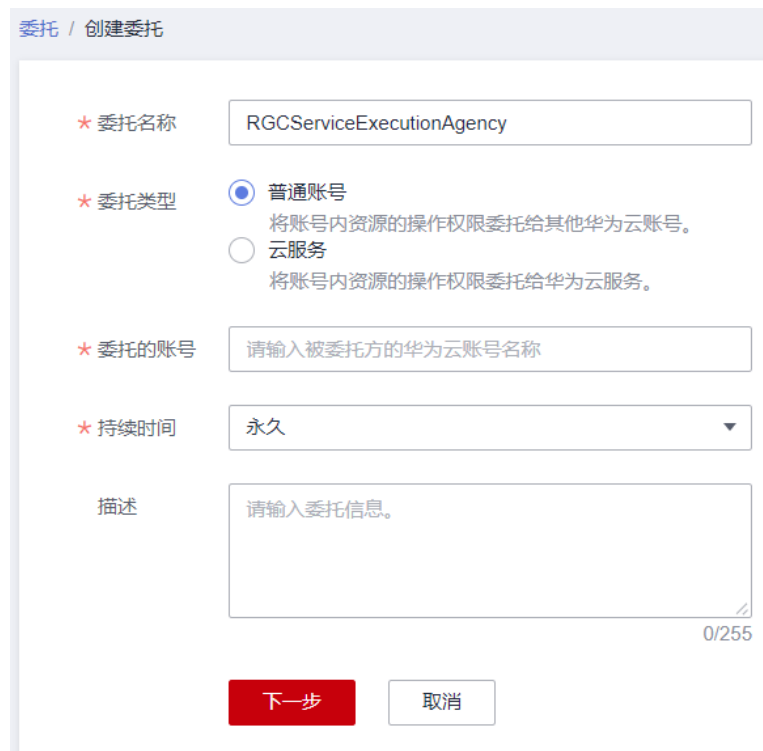 委托 / 创建委托
* 委托名称 RGCServiceExecutionAgency
* 委托类型 普通账号
将账号内资源的操作权限委托给其他华为云账号。
云服务
将账号内资源的操作权限委托给华为云服务。
* 委托的账号 请输入被委托方的华为云账号名称
* 持续时间 永久
描述 请输入委托信息。
0/255
下一步 取消